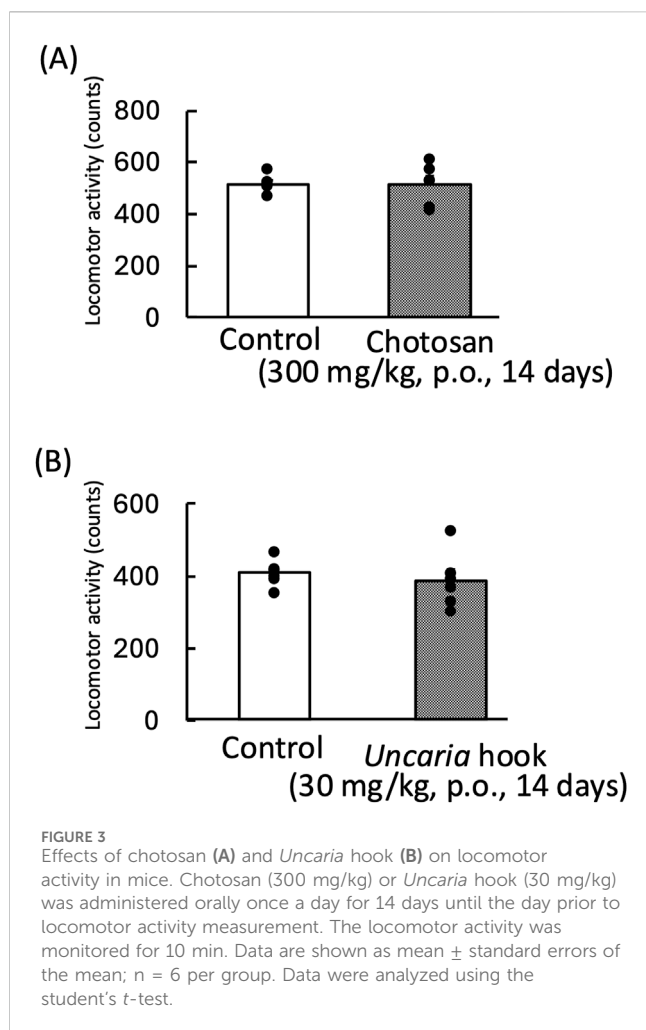 (A)
Locomotor activity (counts)
800
600
400
200
0
Control Chotosan
(300 mg/kg, p.o., 14 days)
(B)
Locomotor activity (counts)
600
400
200
0
Control Uncaria hook
(30 mg/kg, p.o., 14 days)
FIGURE 3
Effects of chotosan (A) and Uncaria hook (B) on locomotor
activity in mice. Chotosan (300 mg/kg) or Uncaria hook (30 mg/kg)
was administered orally once a day for 14 days until the day prior to
locomotor activity measurement. The locomotor activity was
monitored for 10 min. Data are shown as mean ± standard errors of
the mean; n = 6 per group. Data were analyzed using the
student's t-test.